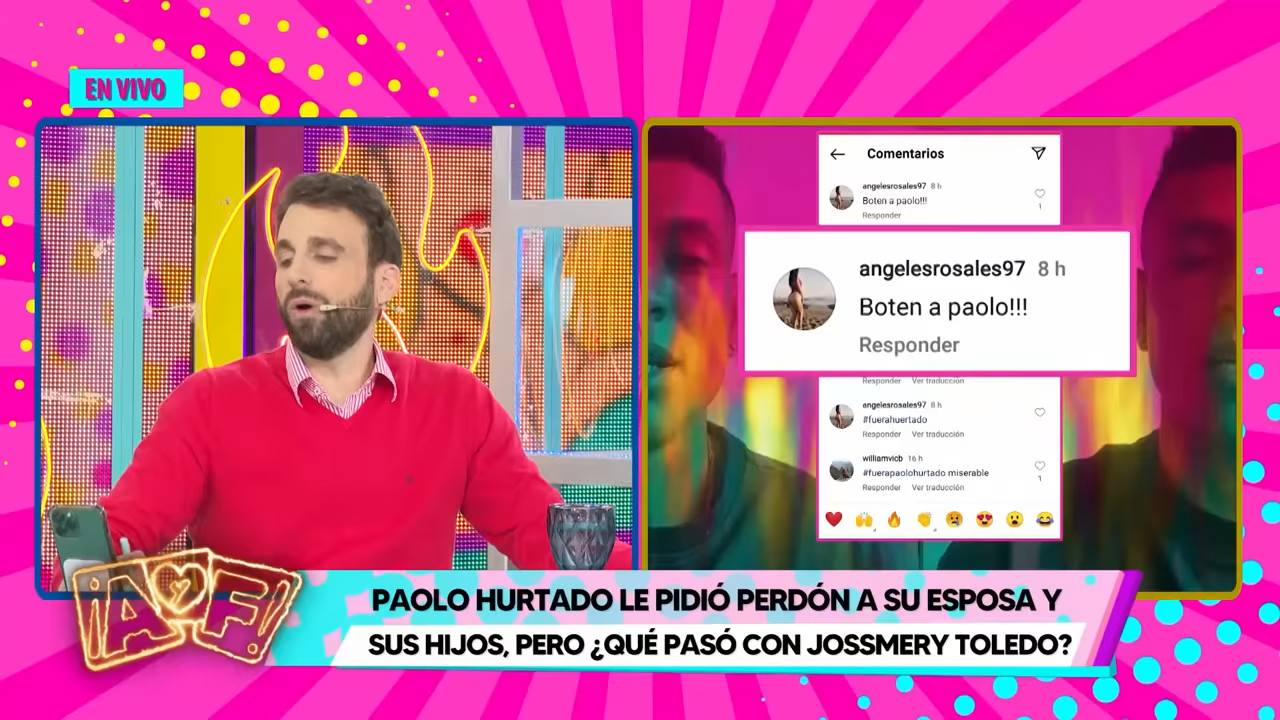 EN VIVO
Comentarios
angelesrosales97 8 h
Boten a paolo!!!
Responder
1
angelesrosales97 8 h
Boten a paolo!!!
Responder
Responder Ver traducción
angelesrosales97 8 h
#fuerahuertado
Responder Ver traducción
williamvicb 16 h
#fuerapaolohurtado miserable
1
Responder Ver traducción
¡A F!
PAOLO HURTADO LE PIDIÓ PERDÓN A SU ESPOSA Y
SUS HIJOS, PERO ¿QUÉ PASÓ CON JOSSMERY TOLEDO?